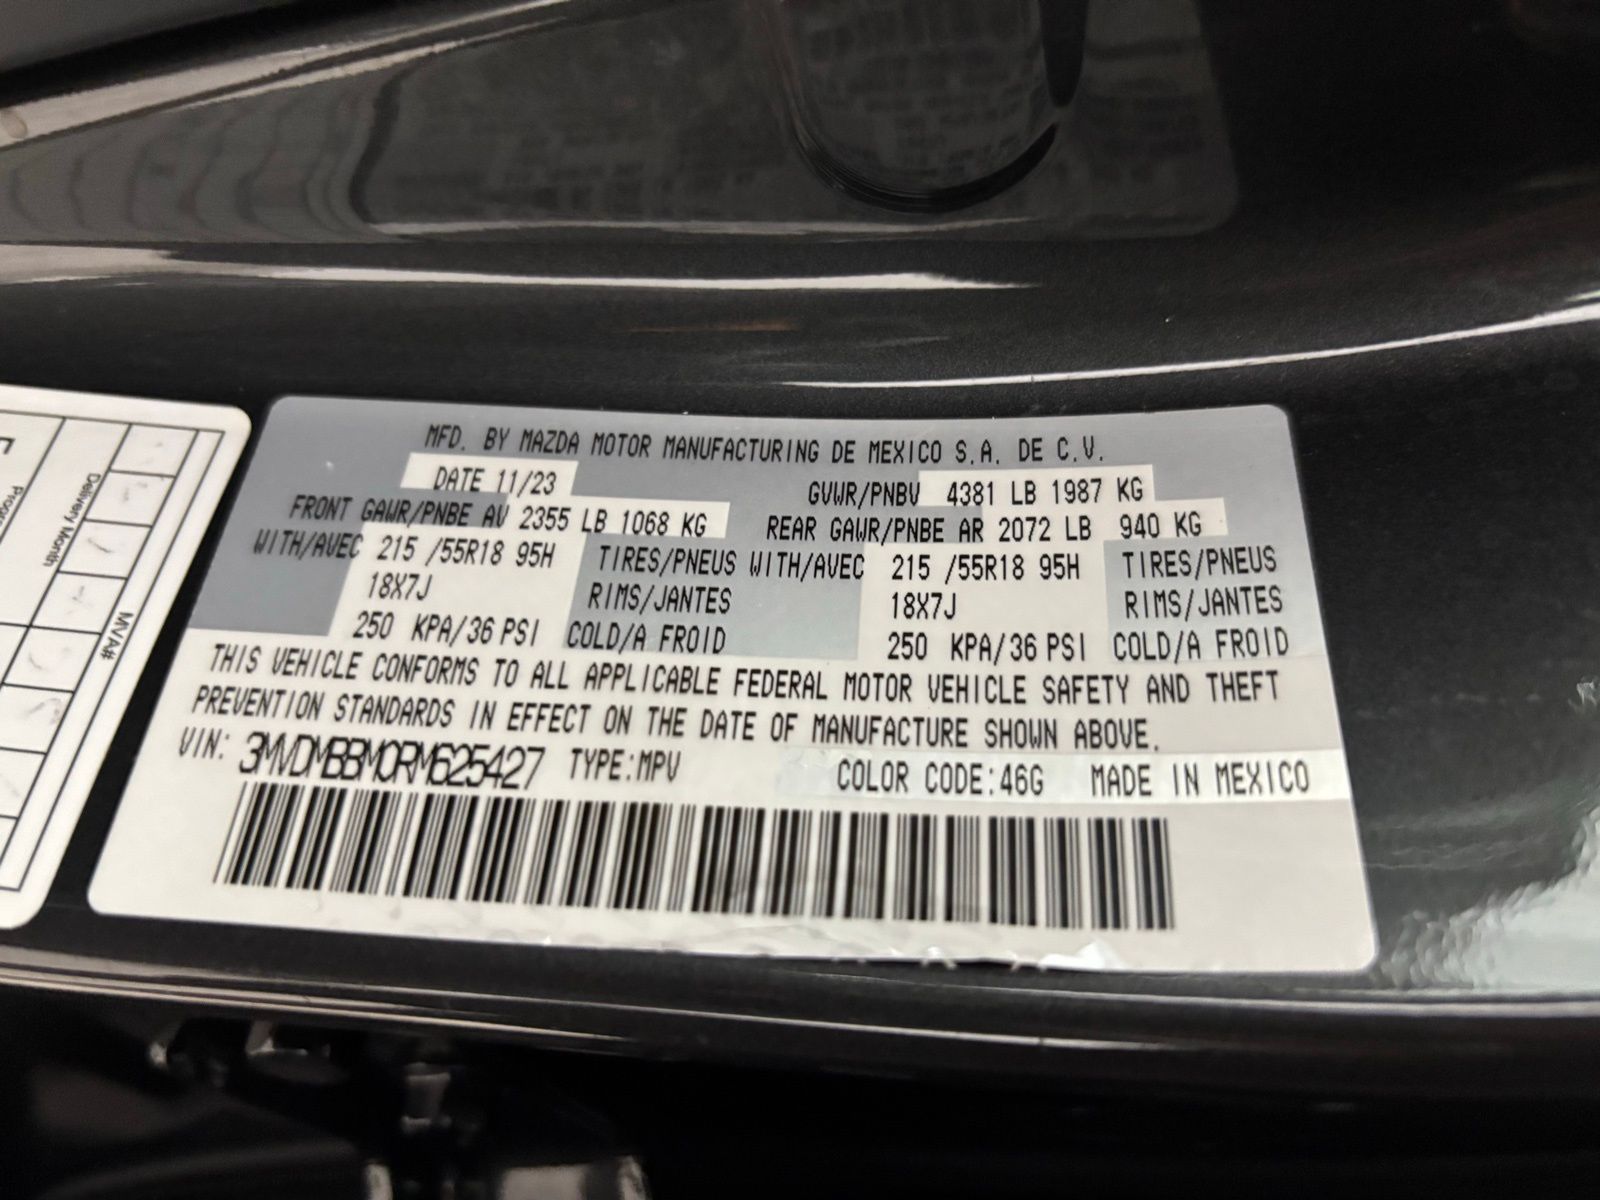 MFD. BY MAZDA MOTOR MANUFACTURING DE MEXICO S.A. DE C.V.
DATE 11/23 GVWR/PNBV 4381 LB 1987 KG
FRONT GAWR/PNBE AV 2355 LB 1068 KG REAR GAWR/PNBE AR 2072 LB 940 KG
WITH/AVEC 215 /55R18 95H TIRES/PNEUS WITH/AVEC 215 /55R18 95H TIRES/PNEUS
18X7J RIMS/JANTES 18X7J RIMS/JANTES
250 KPA/36 PSI COLD/A FROID 250 KPA/36 PSI COLD/A FROID
THIS VEHICLE CONFORMS TO ALL APPLICABLE FEDERAL MOTOR VEHICLE SAFETY AND THEFT
PREVENTION STANDARDS IN EFFECT ON THE DATE OF MANUFACTURE SHOWN ABOVE.
VIN: 3MVDMBBM0RM625427 TYPE:MPV COLOR CODE:46G MADE IN MEXICO
Delivery Month
MVA#